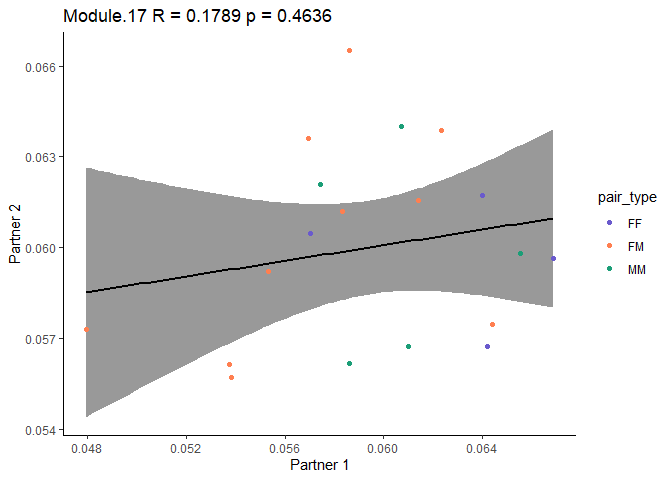 Module.17 R = 0.1789 p = 0.4636
0.066
0.063
0.060
0.057
0.054
Partner 2
0.048
0.052
0.056
0.060
0.064
Partner 1
pair_type
FF
FM
MM